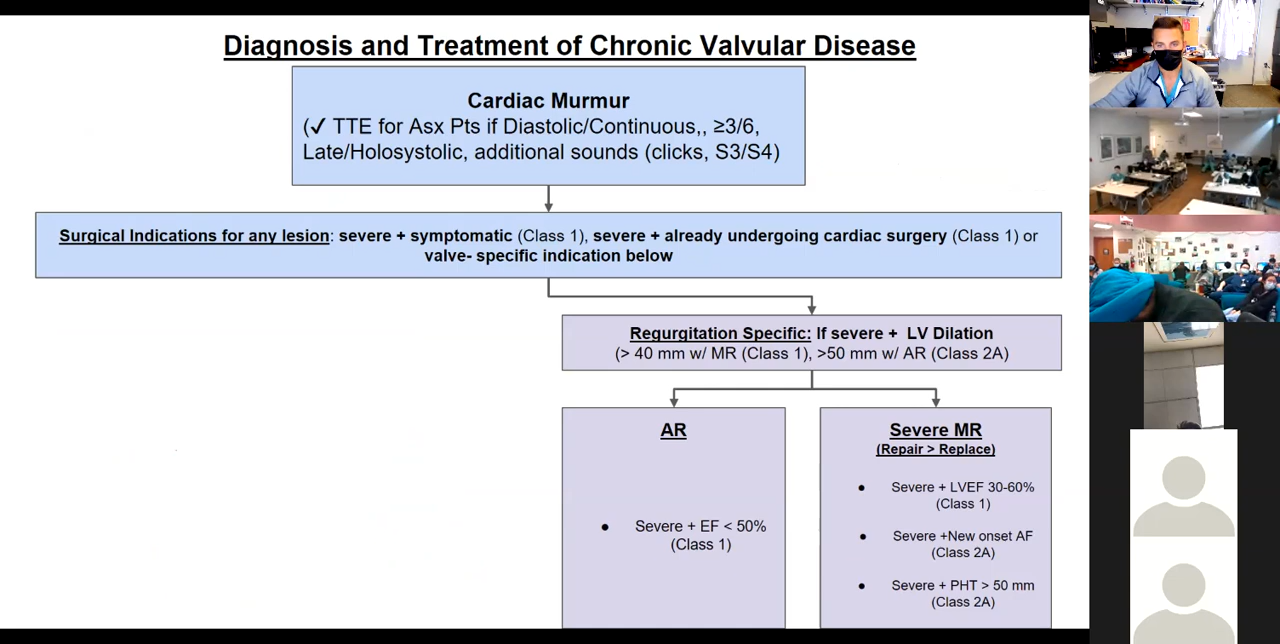 Diagnosis and Treatment of Chronic Valvular Disease
Cardiac Murmur
(✓ TTE for Asx Pts if Diastolic/Continuous,, ≥3/6,
Late/Holosystolic, additional sounds (clicks, S3/S4)
Surgical Indications for any lesion: severe + symptomatic (Class 1), severe + already undergoing cardiac surgery (Class 1) or
valve- specific indication below
Regurgitation Specific: If severe + LV Dilation
(> 40 mm w/ MR (Class 1), >50 mm w/ AR (Class 2A)
AR
● Severe + EF < 50%
(Class 1)
Severe MR
(Repair > Replace)
● Severe + LVEF 30-60%
(Class 1)
● Severe +New onset AF
(Class 2A)
● Severe + PHT > 50 mm
(Class 2A)